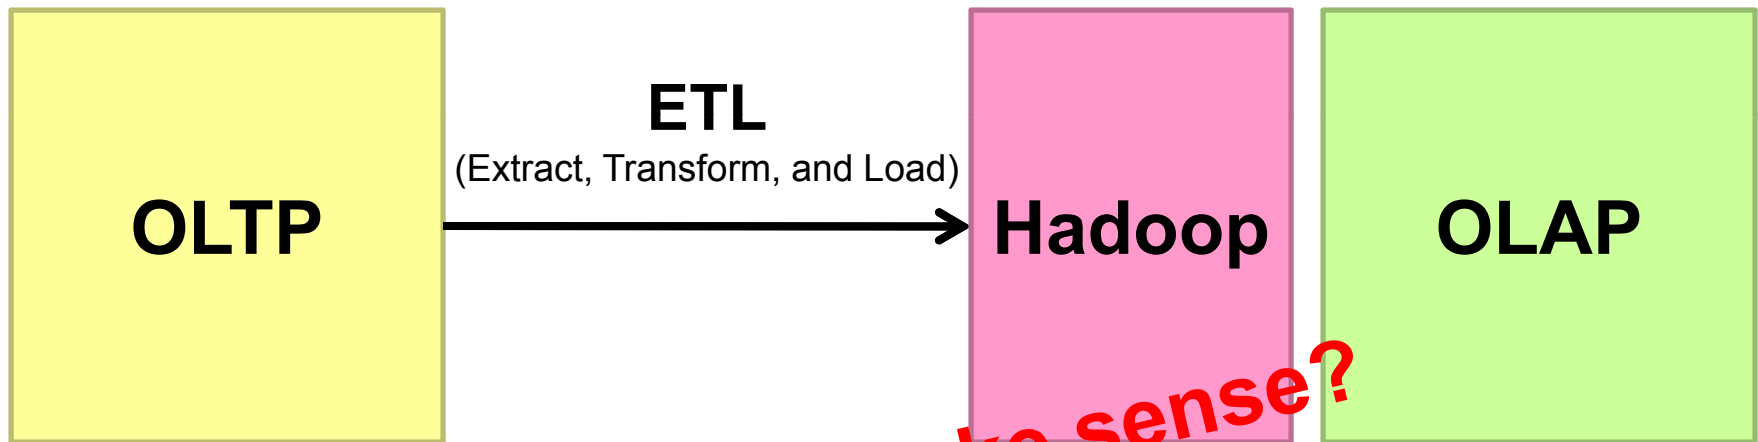 ETL
(Extract, Transform, and Load)
OLTP
Hadoop
OLAP
sense?